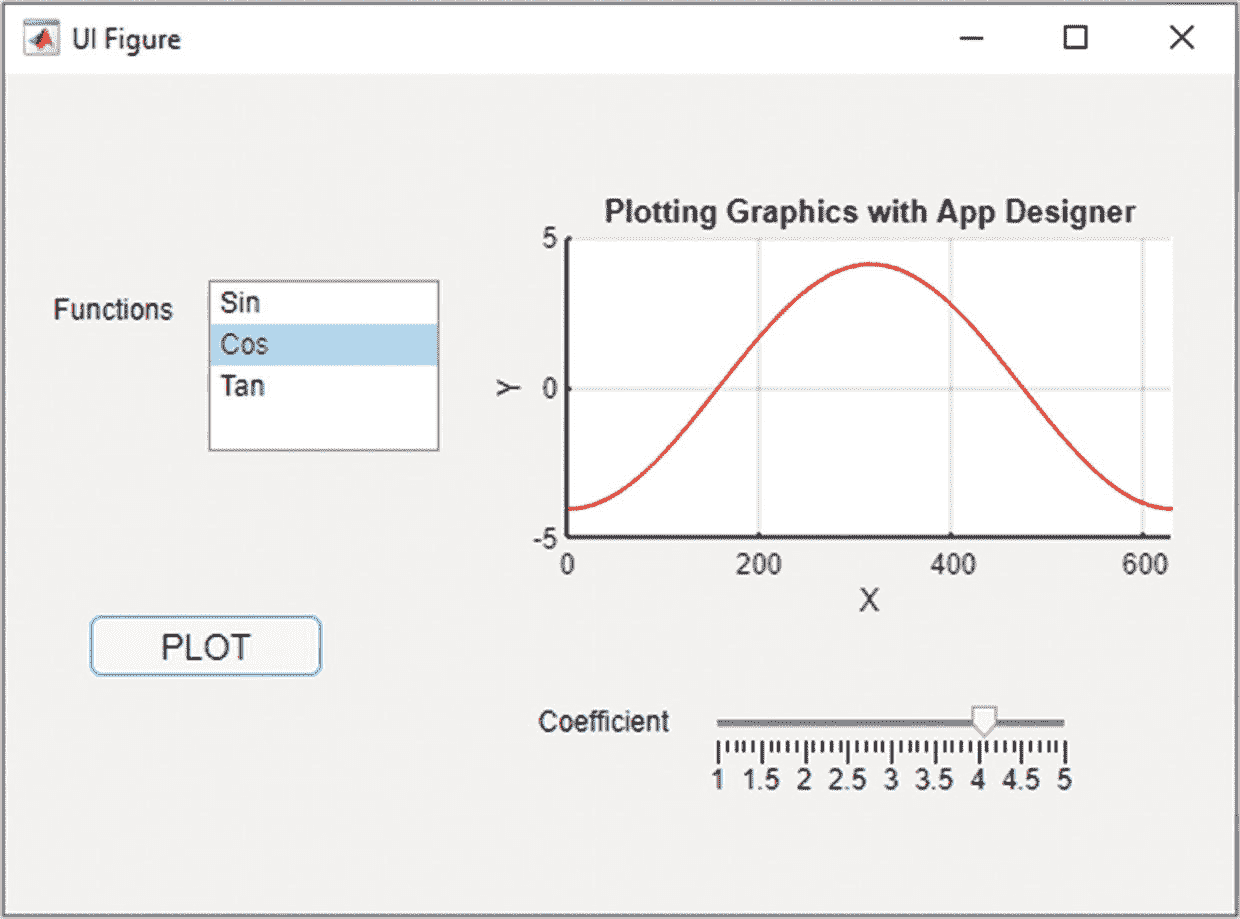 UI Figure
Functions
Sin
Cos
Tan
PLOT
Plotting Graphics with App Designer
5
0
-5
Y
0 200 400 600
X
Coefficient
1 1.5 2 2.5 3 3.5 4 4.5 5